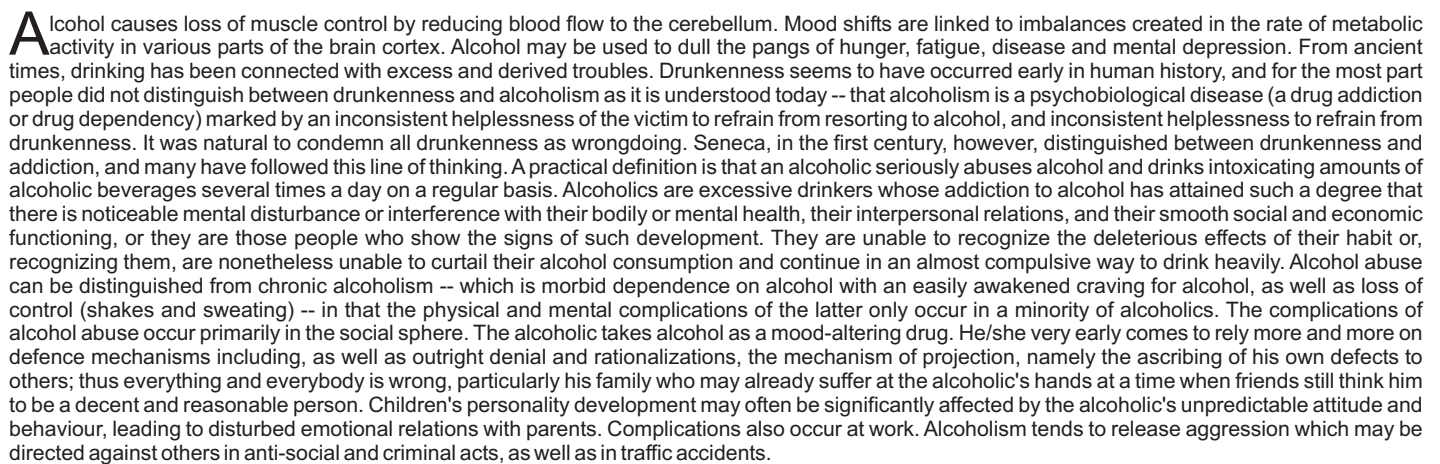 Alcohol causes loss of muscle control by reducing blood flow to the cerebellum. Mood shifts are linked to imbalances created in the rate of metabolic
activity in various parts of the brain cortex. Alcohol may be used to dull the pangs of hunger, fatigue, disease and mental depression. From ancient
times, drinking has been connected with excess and derived troubles. Drunkenness seems to have occurred early in human history, and for the most part
people did not distinguish between drunkenness and alcoholism as it is understood today -- that alcoholism is a psychobiological disease (a drug addiction
or drug dependency) marked by an inconsistent helplessness of the victim to refrain from resorting to alcohol, and inconsistent helplessness to refrain from
drunkenness. It was natural to condemn all drunkenness as wrongdoing. Seneca, in the first century, however, distinguished between drunkenness and
addiction, and many have followed this line of thinking. A practical definition is that an alcoholic seriously abuses alcohol and drinks intoxicating amounts of
alcoholic beverages several times a day on a regular basis. Alcoholics are excessive drinkers whose addiction to alcohol has attained such a degree that
there is noticeable mental disturbance or interference with their bodily or mental health, their interpersonal relations, and their smooth social and economic
functioning, or they are those people who show the signs of such development. They are unable to recognize the deleterious effects of their habit or,
recognizing them, are nonetheless unable to curtail their alcohol consumption and continue in an almost compulsive way to drink heavily. Alcohol abuse
can be distinguished from chronic alcoholism -- which is morbid dependence on alcohol with an easily awakened craving for alcohol, as well as loss of
control (shakes and sweating) -- in that the physical and mental complications of the latter only occur in a minority of alcoholics. The complications of
alcohol abuse occur primarily in the social sphere. The alcoholic takes alcohol as a mood-altering drug. He/she very early comes to rely more and more on
defence mechanisms including, as well as outright denial and rationalizations, the mechanism of projection, namely the ascribing of his own defects to
others; thus everything and everybody is wrong, particularly his family who may already suffer at the alcoholic's hands at a time when friends still think him
to be a decent and reasonable person. Children's personality development may often be significantly affected by the alcoholic's unpredictable attitude and
behaviour, leading to disturbed emotional relations with parents. Complications also occur at work. Alcoholism tends to release aggression which may be
directed against others in anti-social and criminal acts, as well as in traffic accidents.